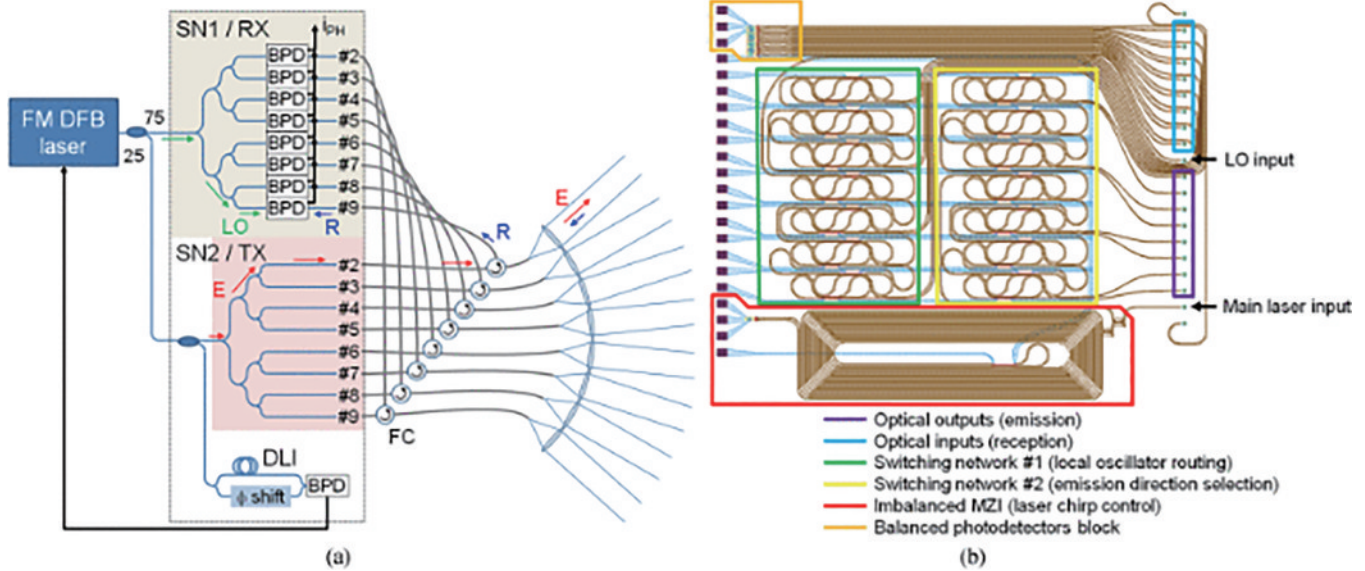 SN1 / RX
iPH
BPD
#2
BPD
#3
BPD
#4
BPD
#5
BPD
#6
BPD
#7
BPD
#8
BPD
#9
FM DFB
laser
75
25
LO
R
SN2 / TX
E
#2
#3
#4
#5
#6
#7
#8
#9
R
E
FC
DLI
ϕ shift
BPD
(a)
LO input
Main laser input
Optical outputs (emission)
Optical inputs (reception)
Switching network #1 (local oscillator routing)
Switching network #2 (emission direction selection)
Imbalanced MZI (laser chirp control)
Balanced photodetectors block
(b)